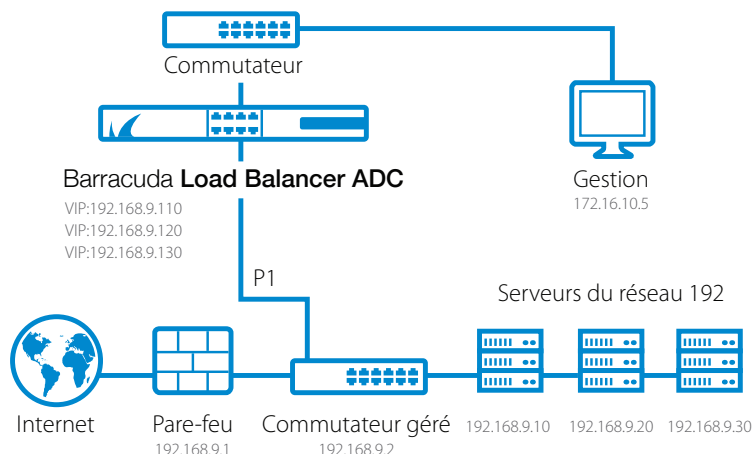 Commutateur
Barracuda Load Balancer ADC
VIP:192.168.9.110
VIP:192.168.9.120
VIP:192.168.9.130
Gestion
172.16.10.5
P1
Serveurs du réseau 192
Internet
Pare-feu
192.168.9.1
Commutateur géré
192.168.9.2
192.168.9.10
192.168.9.20
192.168.9.30